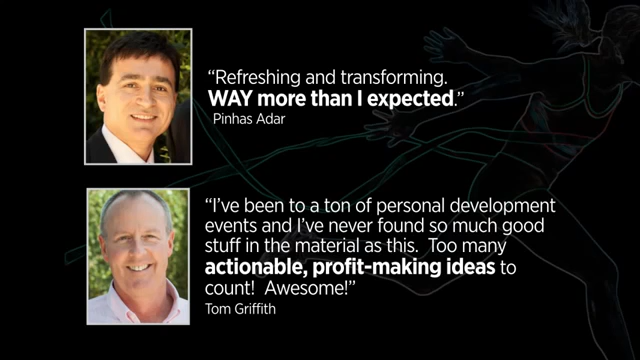 “Refreshing and transforming.
WAY more than I expected.”
Pinhas Adar
“I’ve been to a ton of personal development
events and I’ve never found so much good
stuff in the material as this.  Too many
actionable, profit-making ideas to
count!  Awesome!”
Tom Griffith